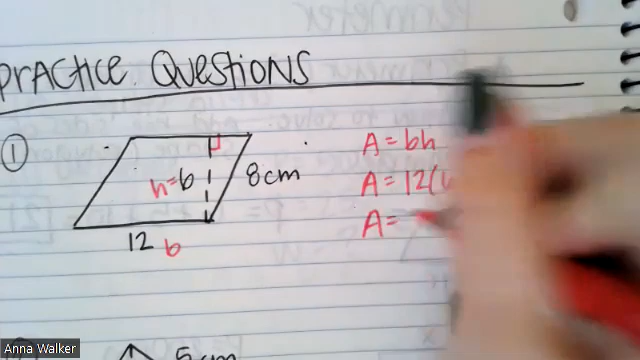 PRACTICE QUESTIONS
①
h=6
8cm
12 b
A=bh
A=12(
A=
5cm
Anna Walker